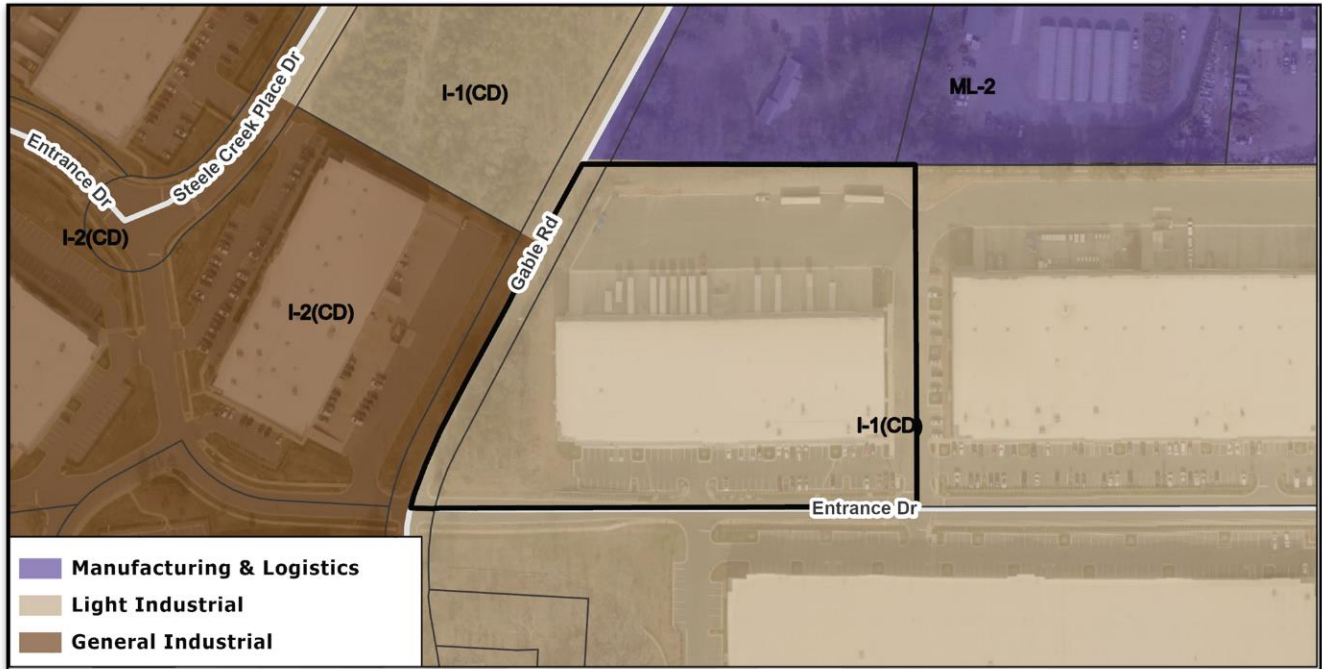 I-1(CD)
ML-2
Steele Creek Place Dr
Entrance Dr
I-2(CD)
Gable Rd
I-2(CD)
I-1(CD)
Entrance Dr
Manufacturing & Logistics
Light Industrial
General Industrial